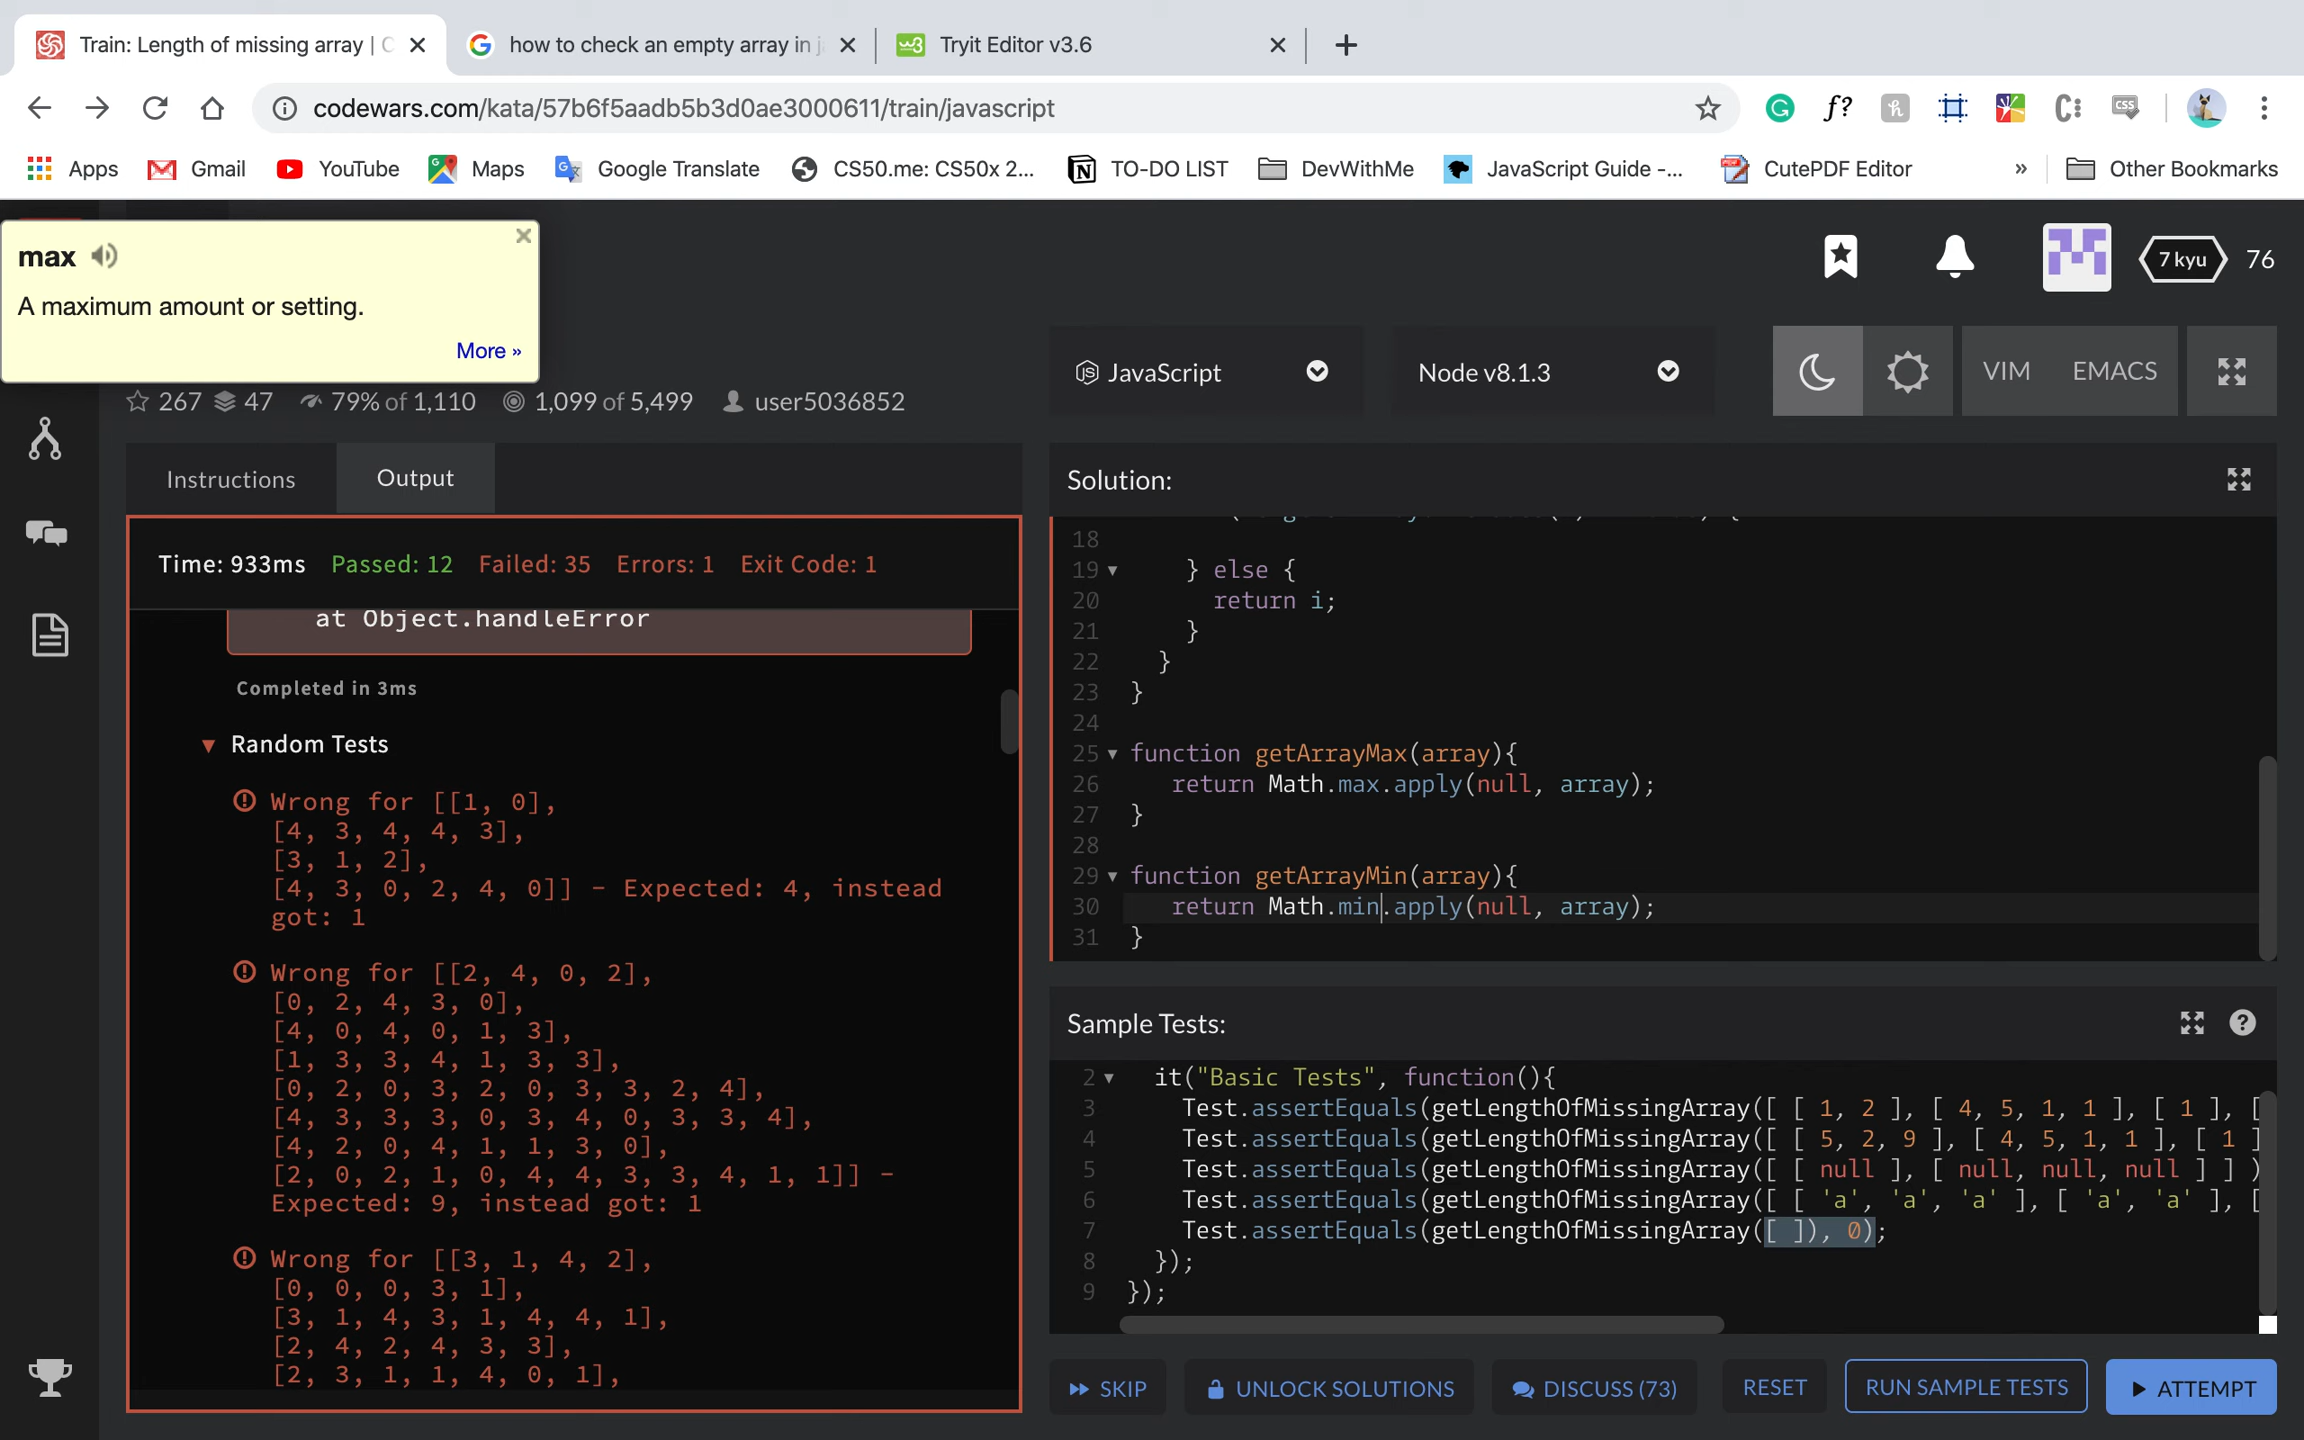 Train: Length of missing array | C
how to check an empty array in j
Tryit Editor v3.6
codewars.com/kata/57b6f5aadb5b3d0ae3000611/train/javascript
f?
CSS
Apps
Gmail
YouTube
Maps
Google Translate
CS50.me: CS50x 2...
TO-DO LIST
DevWithMe
JavaScript Guide -...
CutePDF Editor
»
Other Bookmarks
max
A maximum amount or setting.
More »
7 kyu
76
267
47
79% of 1,110
1,099 of 5,499
user5036852
JavaScript
Node v8.1.3
VIM
EMACS
Instructions
Output
Time: 933ms Passed: 12 Failed: 35 Errors: 1 Exit Code: 1
at Object.handleError
Completed in 3ms
Random Tests
Wrong for [[1, 0],
[4, 3, 4, 4, 3],
[3, 1, 2],
[4, 3, 0, 2, 4, 0]] - Expected: 4, instead
got: 1
Wrong for [[2, 4, 0, 2],
[0, 2, 4, 3, 0],
[4, 0, 4, 0, 1, 3],
[1, 3, 3, 4, 1, 3, 3],
[0, 2, 0, 3, 2, 0, 3, 3, 2, 4],
[4, 3, 3, 3, 0, 3, 4, 0, 3, 3, 4],
[4, 2, 0, 4, 1, 1, 3, 0],
[2, 0, 2, 1, 0, 4, 4, 3, 3, 4, 1, 1]] -
Expected: 9, instead got: 1
Wrong for [[3, 1, 4, 2],
[0, 0, 0, 3, 1],
[3, 1, 4, 3, 1, 4, 4, 1],
[2, 4, 2, 4, 3, 3],
[2, 3, 1, 1, 4, 0, 1],
Solution:
18
19 } else {
20 return i;
21 }
22 }
23 }
24
25 function getArrayMax(array){
26 return Math.max.apply(null, array);
27 }
28
29 function getArrayMin(array){
30 return Math.min.apply(null, array);
31 }
Sample Tests:
2 it("Basic Tests", function(){
3 Test.assertEquals(getLengthOfMissingArray([ [ 1, 2 ], [ 4, 5, 1, 1 ], [ 1 ], [
4 Test.assertEquals(getLengthOfMissingArray([ [ 5, 2, 9 ], [ 4, 5, 1, 1 ], [ 1 ]
5 Test.assertEquals(getLengthOfMissingArray([ [ null ], [ null, null, null ] ] )
6 Test.assertEquals(getLengthOfMissingArray([ [ 'a', 'a', 'a' ], [ 'a', 'a' ], [
7 Test.assertEquals(getLengthOfMissingArray([ ]), 0);
8 });
9 });
SKIP
UNLOCK SOLUTIONS
DISCUSS (73)
RESET
RUN SAMPLE TESTS
ATTEMPT